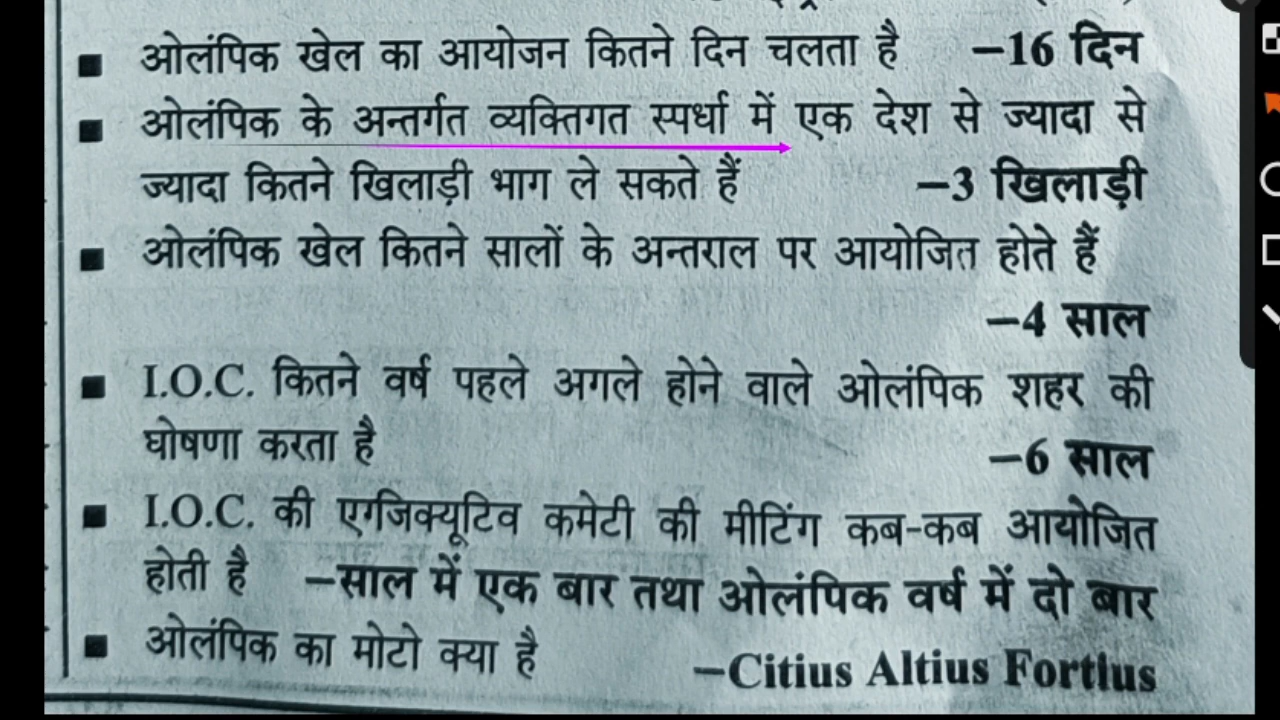 ओलंपिक खेल का आयोजन कितने दिन चलता है –16 दिन
ओलंपिक के अन्तर्गत व्यक्तिगत स्पर्धा में एक देश से ज्यादा से
ज्यादा कितने खिलाड़ी भाग ले सकते हैं –3 खिलाड़ी
ओलंपिक खेल कितने सालों के अन्तराल पर आयोजित होते हैं
–4 साल
I.O.C. कितने वर्ष पहले अगले होने वाले ओलंपिक शहर की
घोषणा करता है –6 साल
I.O.C. की एगजिक्यूटिव कमेटी की मीटिंग कब-कब आयोजित
होती है –साल में एक बार तथा ओलंपिक वर्ष में दो बार
ओलंपिक का मोटो क्या है –Citius Altius Fortius